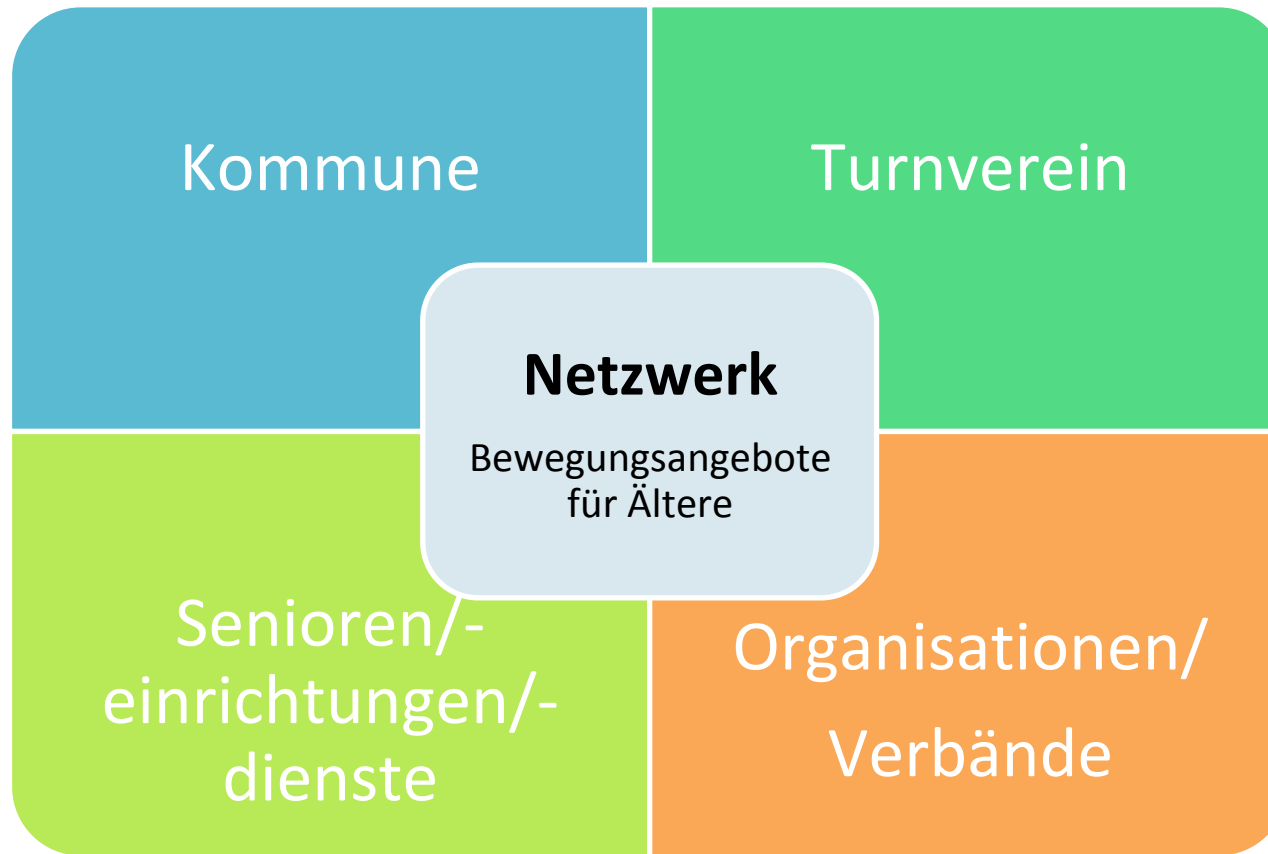 Kommune
Turnverein
Netzwerk
Bewegungsangebote
für Ältere
Senioren/-
einrichtungen/-
dienste
Organisationen/
Verbände